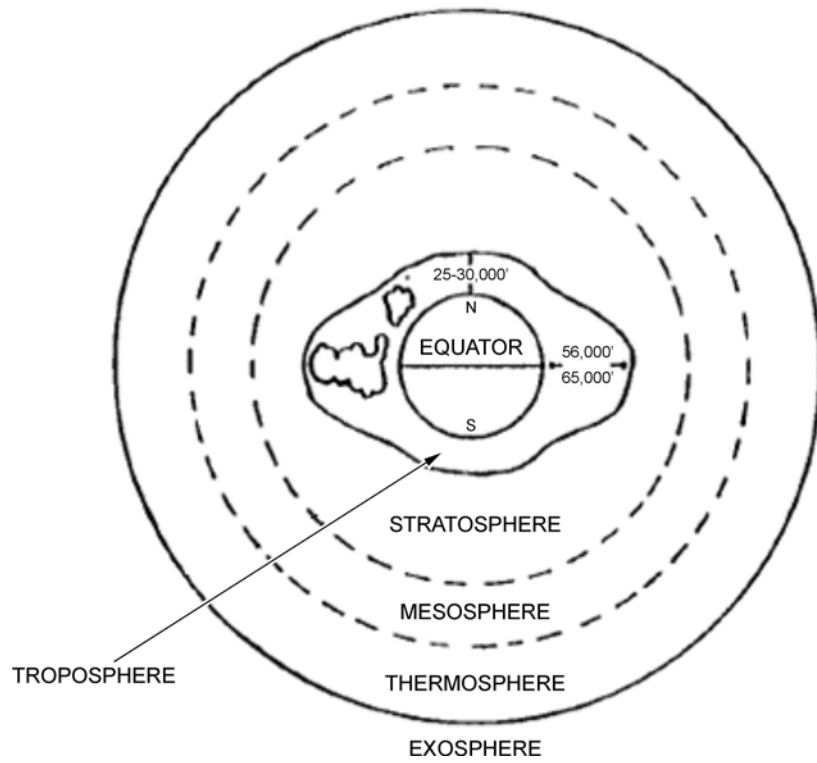 25-30,000'
N
EQUATOR
56,000'
65,000'
S
STRATOSPHERE
MESOSPHERE
TROPOSPHERE
THERMOSPHERE
EXOSPHERE